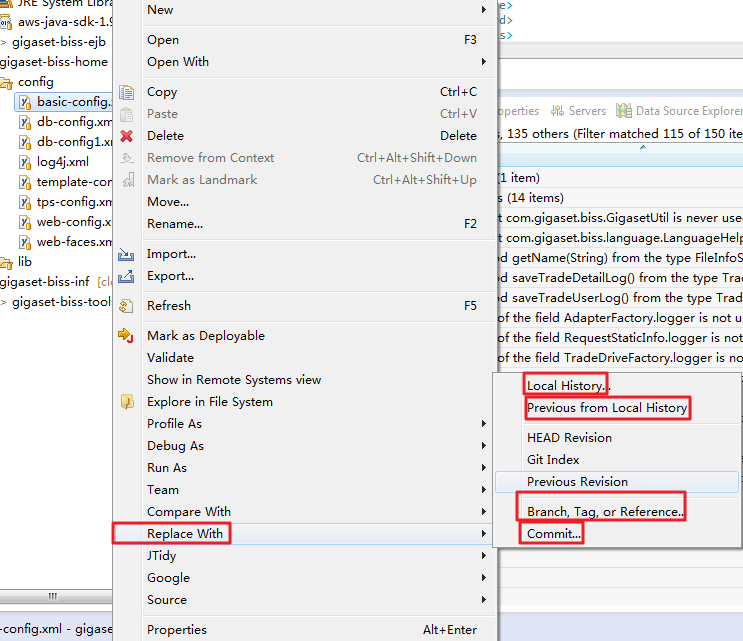 JRE System Libra
aws-java-sdk-1.9
gigaset-biss-ejb
gigaset-biss-home
config
basic-config.
db-config.xm
db-config1.xm
log4j.xml
template-con
tps-config.xm
web-config.x
web-faces.xm
lib
gigaset-biss-inf [cl
gigaset-biss-tool
-config.xml - gigase
New
Open F3
Open With
Copy Ctrl+C
Paste Ctrl+V
Delete Delete
Remove from Context Ctrl+Alt+Shift+Down
Mark as Landmark Ctrl+Alt+Shift+Up
Move...
Rename... F2
Import...
Export...
Refresh F5
Mark as Deployable
Validate
Show in Remote Systems view
Explore in File System
Profile As
Debug As
Run As
Team
Compare With
Replace With
JTidy
Google
Source
Properties Alt+Enter
e>
d>
s>
operties Servers Data Source Explorer
s, 135 others (Filter matched 115 of 150 ite
(1 item)
s (14 items)
t com.gigaset.biss.GigasetUtil is never used
t com.gigaset.biss.language.LanguageHelp
d getName(String) from the type FileInfoS
d saveTradeDetailLog() from the type Trad
d saveTradeUserLog() from the type Trade
of the field AdapterFactory.logger is not us
of the field RequestStaticInfo.logger is not
of the field TradeDriveFactory.logger is not
Local History...
Previous from Local History
HEAD Revision
Git Index
Previous Revision
Branch, Tag, or Reference...
Commit...